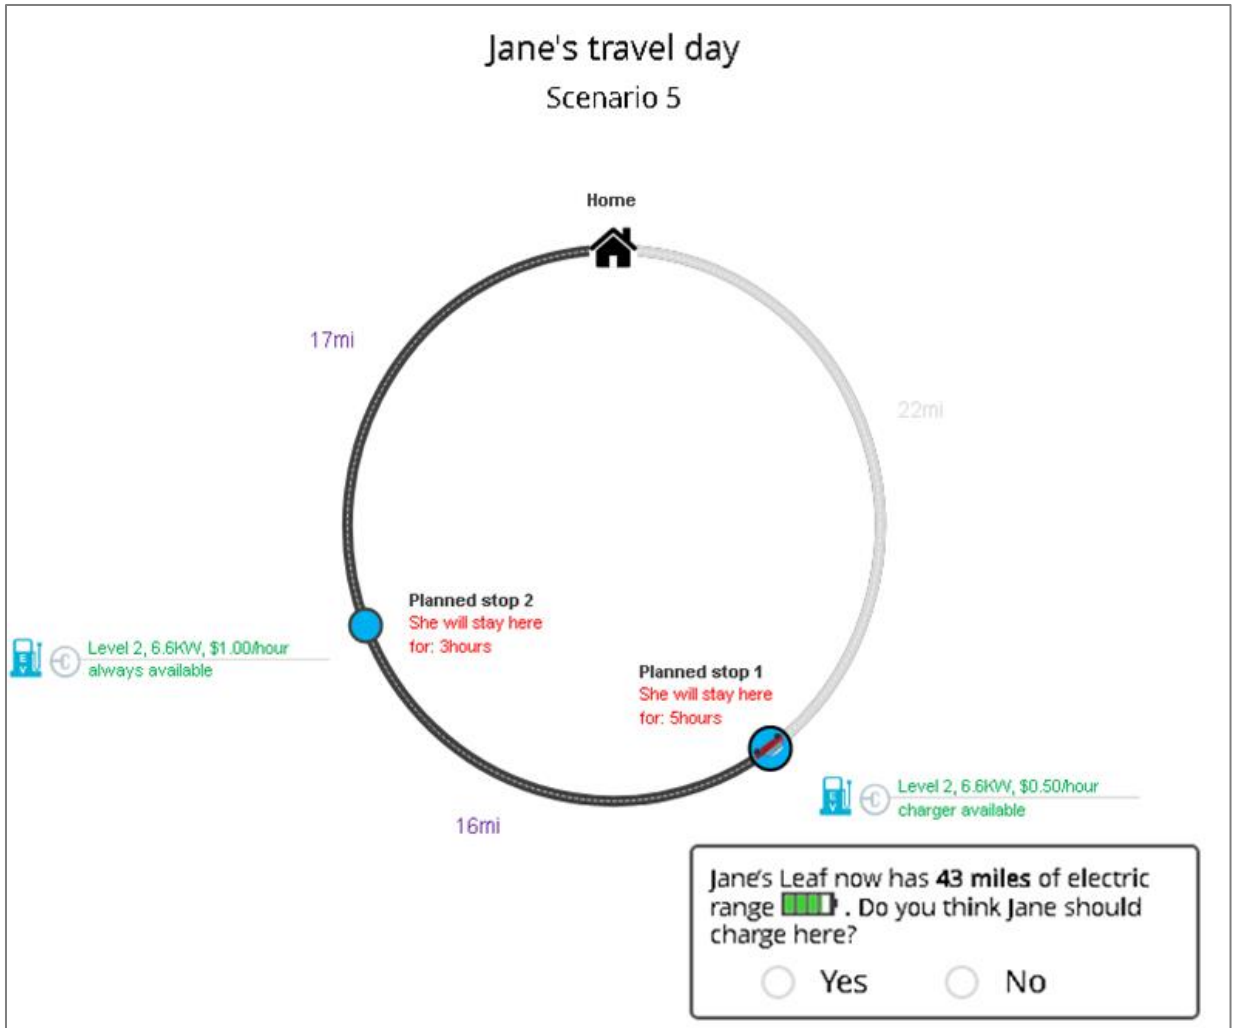 Jane's travel day
Scenario 5
Home
17mi
22mi
Planned stop 2
She will stay here
for: 3hours
Level 2, 6.6KW, $1.00/hour
always available
Planned stop 1
She will stay here
for: 5hours
Level 2, 6.6KW, $0.50/hour
charger available
16mi
Jane's Leaf now has 43 miles of electric
range . Do you think Jane should
charge here?
Yes No